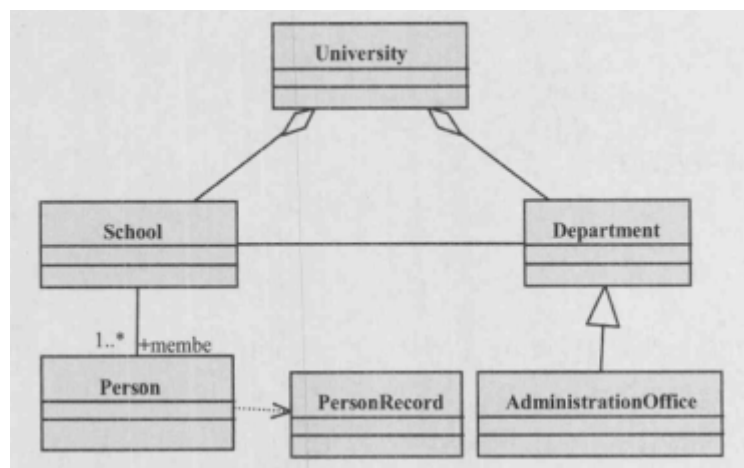 University
School
Department
1..*
+membe
Person
PersonRecord
AdministrationOffice